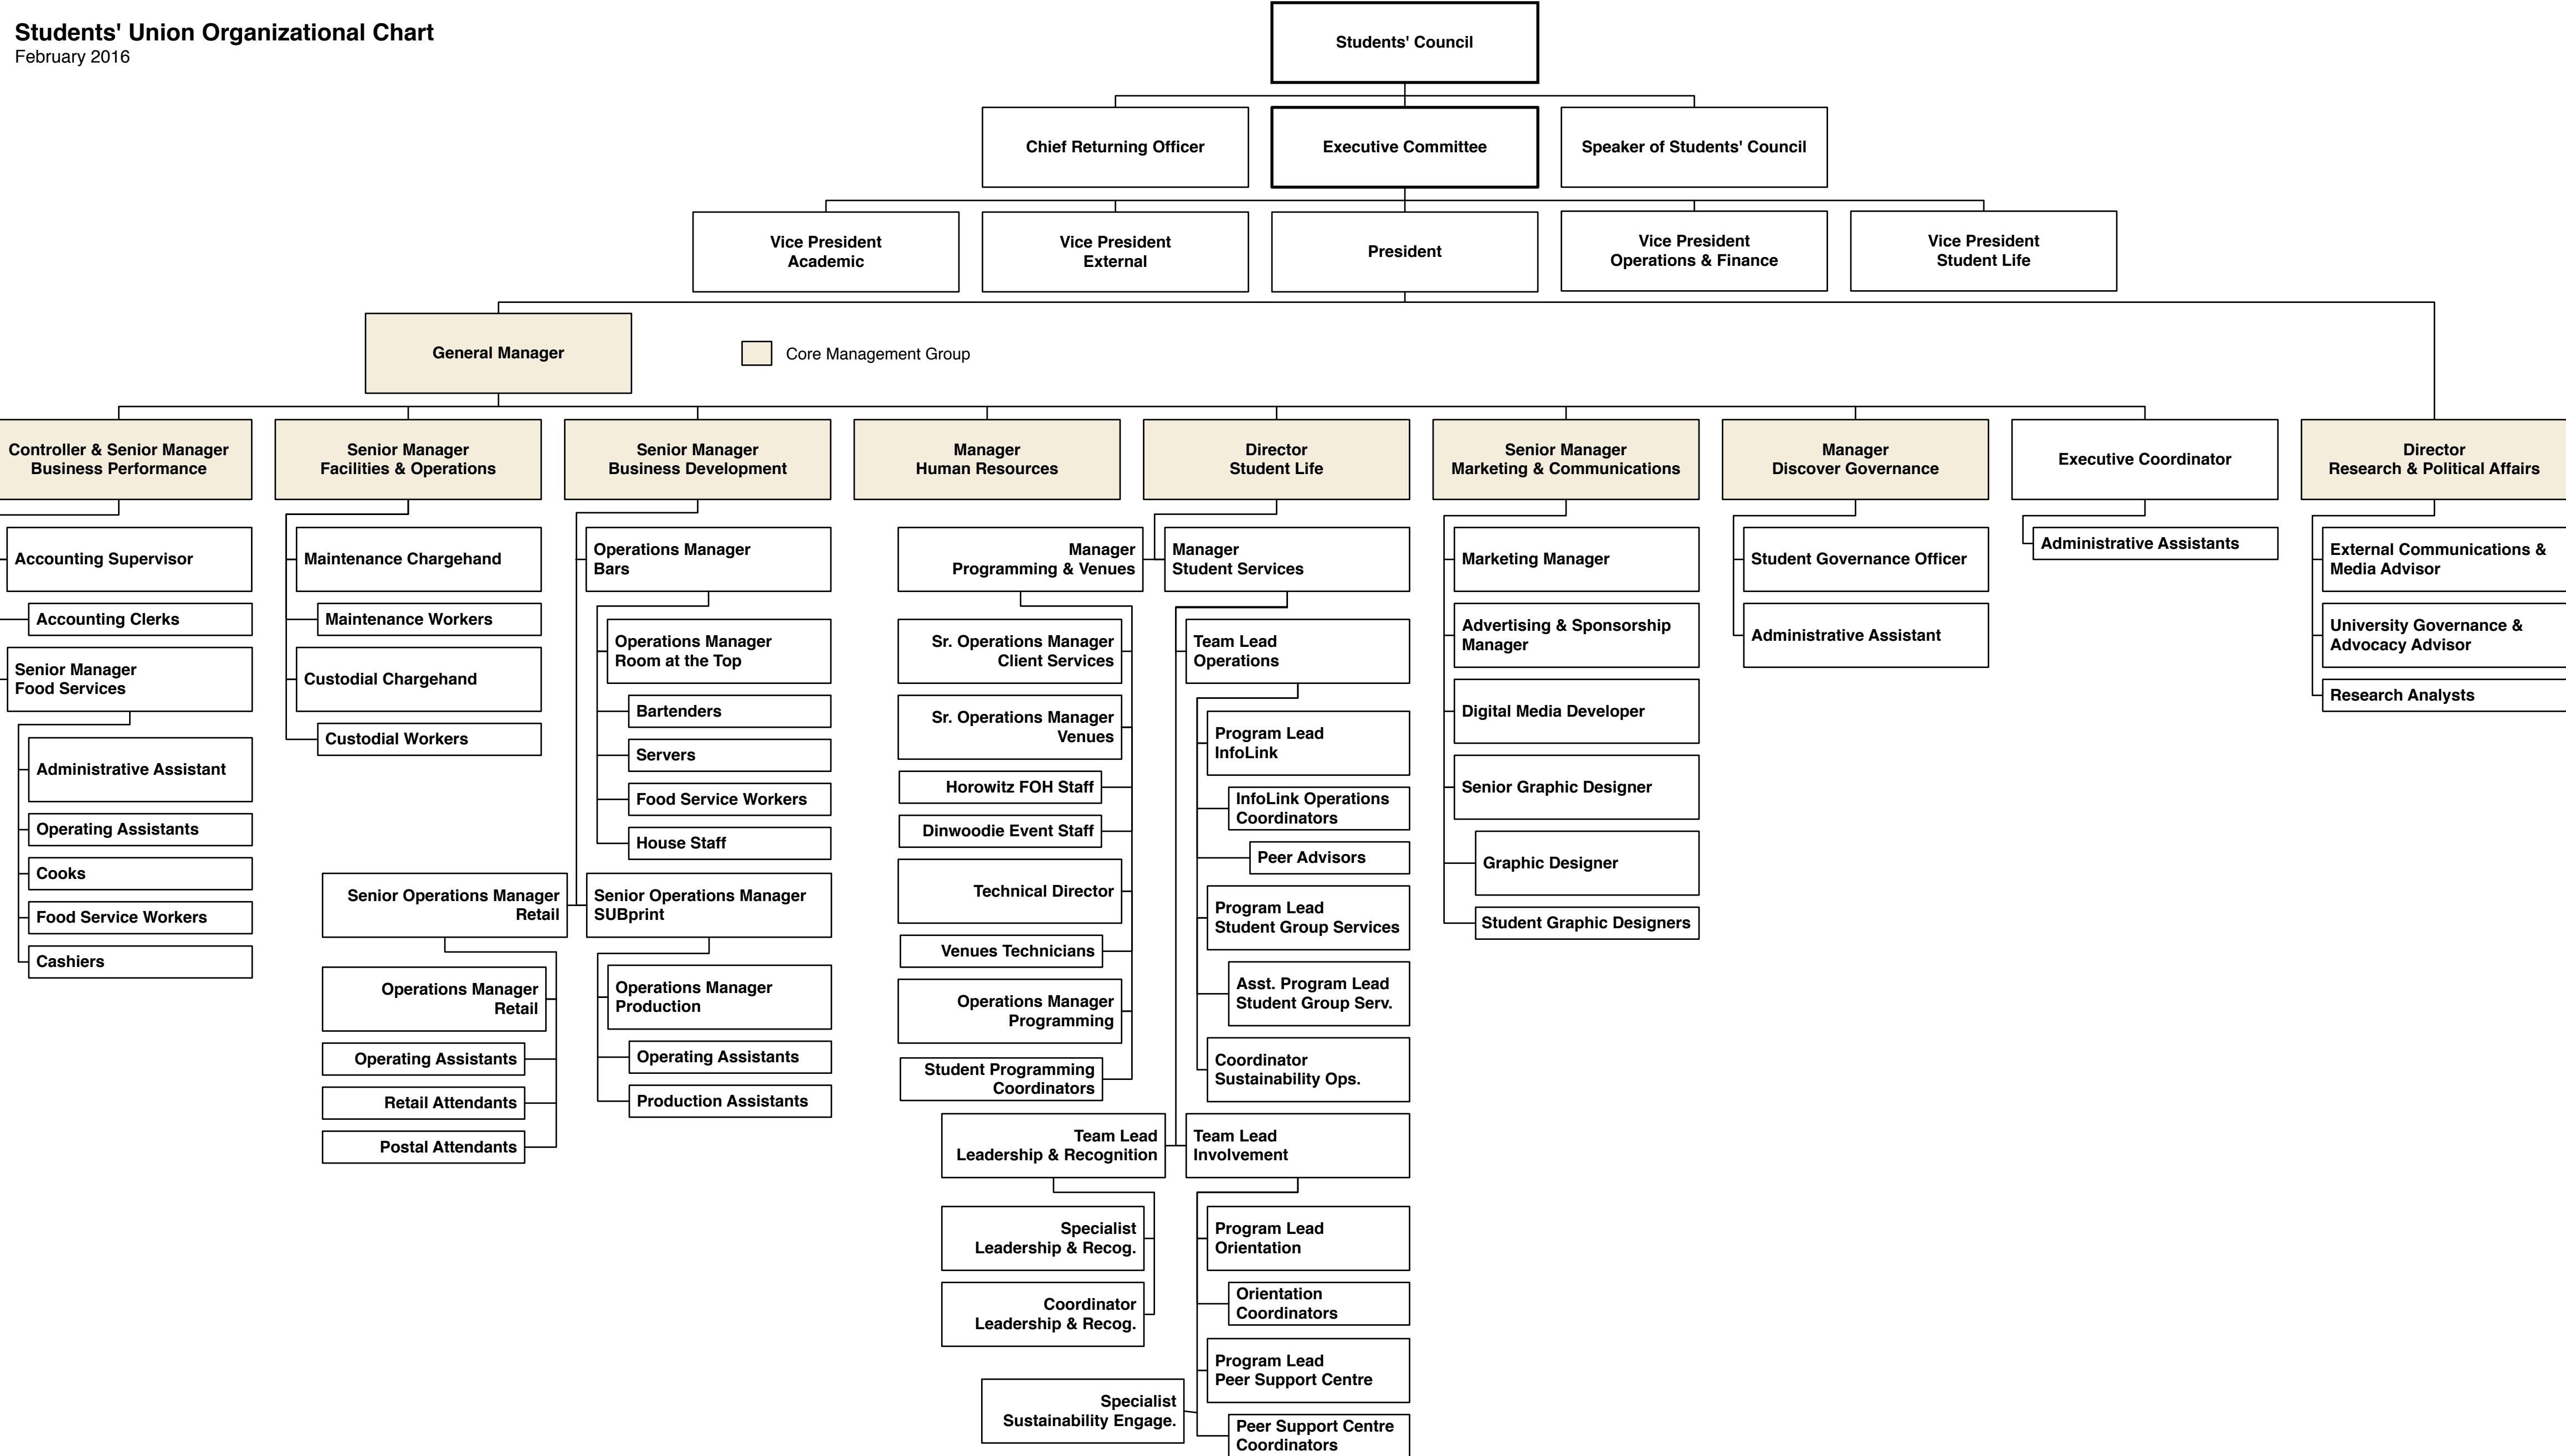 Students' Union Organizational Chart
February 2016
Students' Council
Chief Returning Officer
Executive Committee
Speaker of Students' Council
Vice President
Academic
Vice President
External
President
Vice President
Operations & Finance
Vice President
Student Life
General Manager
Core Management Group
Controller & Senior Manager
Business Performance
Senior Manager
Facilities & Operations
Senior Manager
Business Development
Manager
Human Resources
Director
Student Life
Senior Manager
Marketing & Communications
Manager
Discover Governance
Executive Coordinator
Director
Research & Political Affairs
Accounting Supervisor
Accounting Clerks
Senior Manager
Food Services
Administrative Assistant
Operating Assistants
Cooks
Food Service Workers
Cashiers
Maintenance Chargehand
Maintenance Workers
Custodial Chargehand
Custodial Workers
Operations Manager
Bars
Operations Manager
Room at the Top
Bartenders
Servers
Food Service Workers
House Staff
Senior Operations Manager
Retail
Operations Manager
Retail
Operating Assistants
Retail Attendants
Postal Attendants
Senior Operations Manager
SUBprint
Operations Manager
Production
Operating Assistants
Production Assistants
Manager
Programming & Venues
Sr. Operations Manager
Client Services
Sr. Operations Manager
Venues
Horowitz FOH Staff
Dinwoodie Event Staff
Technical Director
Venues Technicians
Operations Manager
Programming
Student Programming
Coordinators
Manager
Student Services
Team Lead
Operations
Program Lead
InfoLink
InfoLink Operations
Coordinators
Peer Advisors
Program Lead
Student Group Services
Asst. Program Lead
Student Group Serv.
Coordinator
Sustainability Ops.
Team Lead
Leadership & Recognition
Specialist
Leadership & Recog.
Coordinator
Leadership & Recog.
Team Lead
Involvement
Program Lead
Orientation
Orientation
Coordinators
Program Lead
Peer Support Centre
Specialist
Sustainability Engage.
Peer Support Centre
Coordinators
Marketing Manager
Advertising & Sponsorship
Manager
Digital Media Developer
Senior Graphic Designer
Graphic Designer
Student Graphic Designers
Student Governance Officer
Administrative Assistant
Administrative Assistants
External Communications &
Media Advisor
University Governance &
Advocacy Advisor
Research Analysts